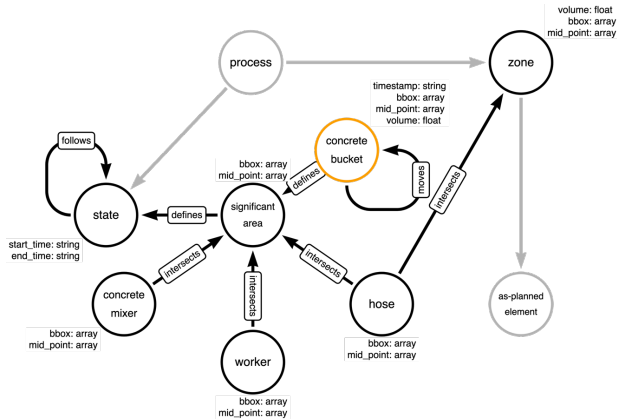 volume: float
bbox: array
mid_point: array
process
zone
timestamp: string
bbox: array
mid_point: array
volume: float
follows
concrete
bucket
bbox: array
mid_point: array
defines
moves
intersects
state
defines
significant
area
start_time: string
end_time: string
intersects
intersects
intersects
concrete
mixer
hose
as-planned
element
bbox: array
mid_point: array
bbox: array
mid_point: array
worker
bbox: array
mid_point: array